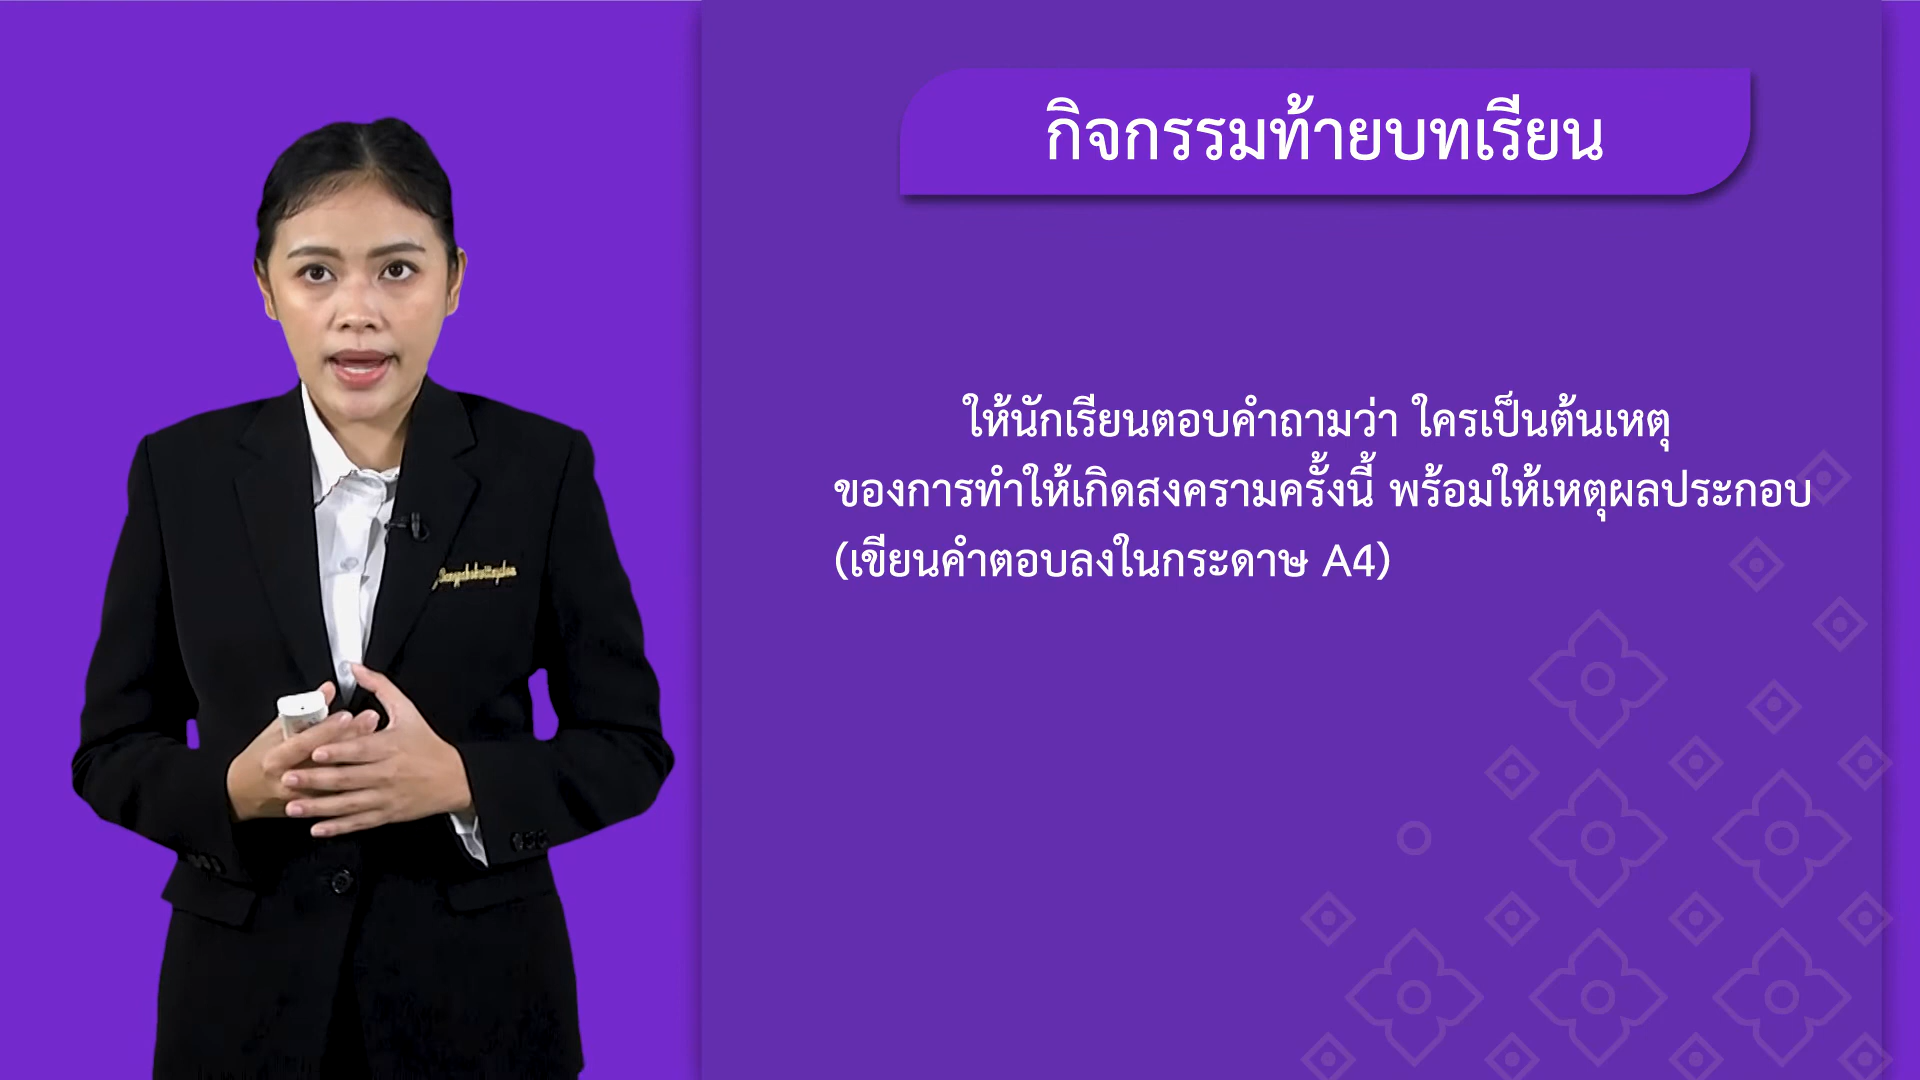 กิจกรรมท้ายบทเรียน
ให้นักเรียนตอบคำถามว่า ใครเป็นต้นเหตุ
ของการทำให้เกิดสงครามครั้งนี้ พร้อมให้เหตุผลประกอบ
(เขียนคำตอบลงในกระดาษ A4)